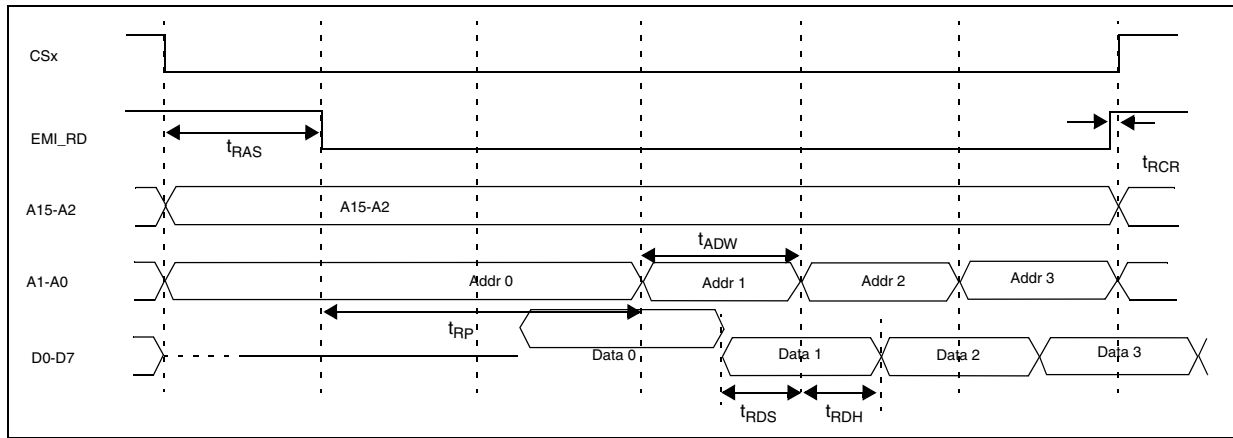 CSx
EMI_RD
tRAS
tRCR
A15-A2
A15-A2
tADW
A1-A0
Addr 0
Addr 1
Addr 2
Addr 3
tRP
D0-D7
Data 0
Data 1
Data 2
Data 3
tRDS
tRDH